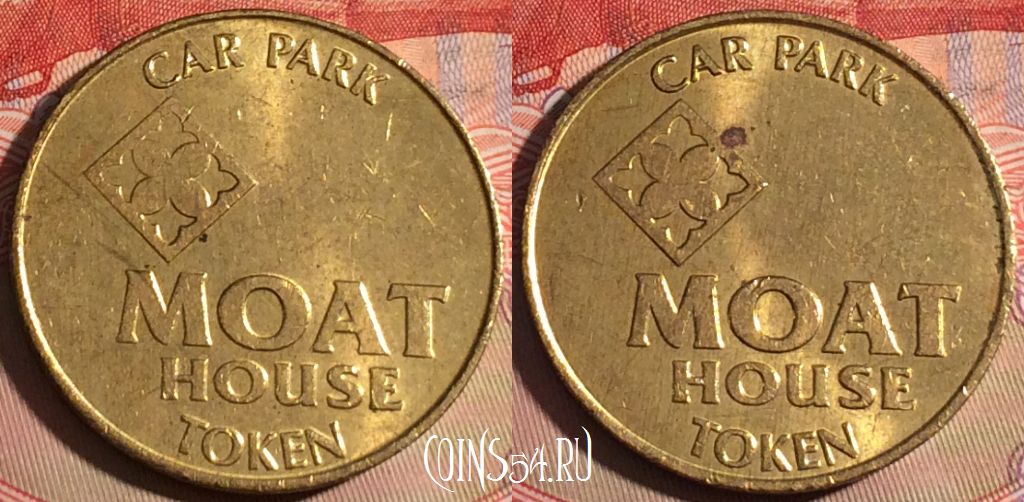 CAR PARK
MOAT
HOUSE
TOKEN
CAR PARK
MOAT
HOUSE
TOKEN
COINS54.RU